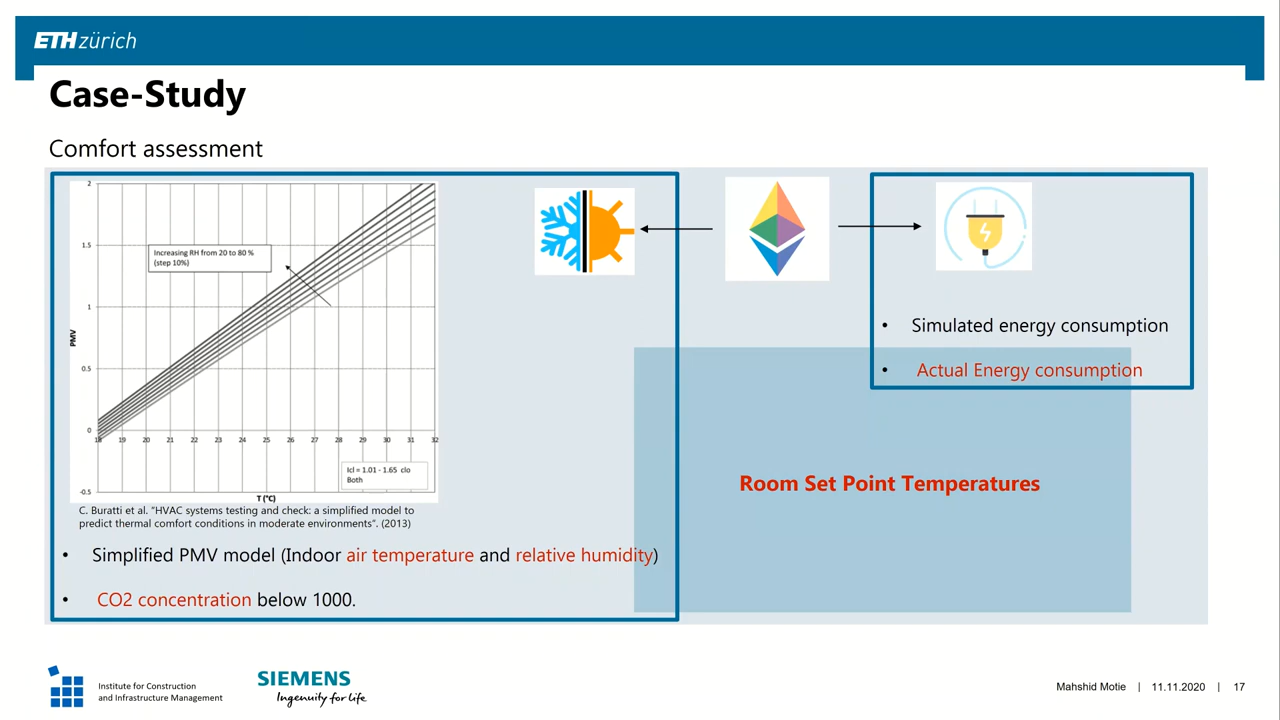 ETH zürich
Case-Study
Comfort assessment
2
1.5
1
0.5
0
-0.5
PMV
Increasing RH from 20 to 80 %
(step 10%)
18 19 20 21 22 23 24 25 26 27 28 29 30 31 32
Icl = 1.01 - 1.65 clo
Both
T (°C)
C. Buratti et al. "HVAC systems testing and check: a simplified model to
predict thermal comfort conditions in moderate environments". (2013)
• Simplified PMV model (Indoor air temperature and relative humidity)
• CO2 concentration below 1000.
• Simulated energy consumption
• Actual Energy consumption
Room Set Point Temperatures
Institute for Construction
and Infrastructure Management
SIEMENS
Ingenuity for life
Mahshid Motie | 11.11.2020 | 17